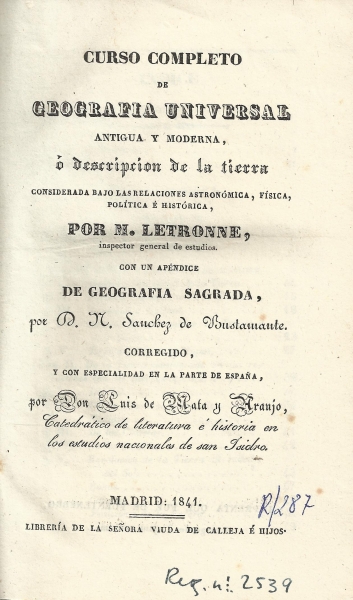 CURSO COMPLETO
DE
GEOGRAFIA UNIVERSAL
ANTIGUA Y MODERNA,
ó descripcion de la tierra
CONSIDERADA BAJO LAS RELACIONES ASTRONÓMICA, FÍSICA,
POLÍTICA É HISTÓRICA,
POR M. LETRONNE,
inspector general de estudios.
CON UN APÉNDICE
DE GEOGRAFIA SAGRADA,
por D. N. Sanchez de Bustamante.
CORREGIDO,
Y CON ESPECIALIDAD EN LA PARTE DE ESPAÑA,
por Don Luis de Mata y Araujo,
Catedrático de literatura é historia en
los estudios nacionales de san Isidro.
MADRID: 1841.
R/287
LIBRERÍA DE LA SEÑORA VIUDA DE CALLEJA É HIJOS.
Reg. nº: 2539